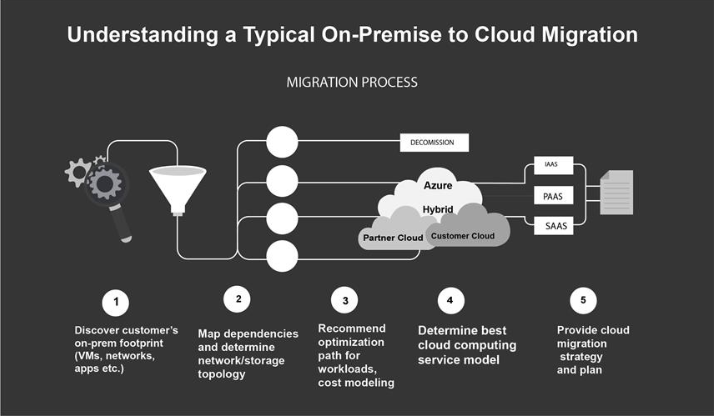 Understanding a Typical On-Premise to Cloud Migration
MIGRATION PROCESS
DECOMISSION
Azure
Hybrid
Partner Cloud
Customer Cloud
IAAS
PAAS
SAAS
1
Discover customer's
on-prem footprint
(VMs, networks,
apps etc.)
2
Map dependencies
and determine
network/storage
topology
3
Recommend
optimization
path for
workloads,
cost modeling
4
Determine best
cloud computing
service model
5
Provide cloud
migration
strategy
and plan